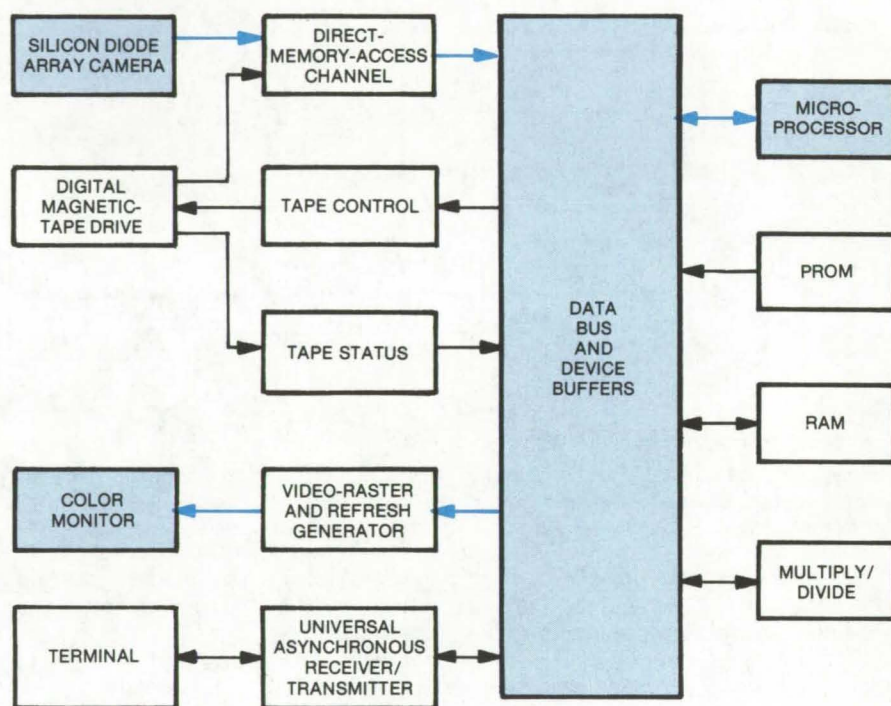 SILICON DIODE
ARRAY CAMERA
DIRECT-
MEMORY-ACCESS
CHANNEL
MICRO-
PROCESSOR
DIGITAL
MAGNETIC-
TAPE DRIVE
TAPE CONTROL
PROM
DATA
BUS
AND
DEVICE
BUFFERS
TAPE STATUS
RAM
COLOR
MONITOR
VIDEO-RASTER
AND REFRESH
GENERATOR
MULTIPLY/
DIVIDE
TERMINAL
UNIVERSAL
ASYNCHRONOUS
RECEIVER/
TRANSMITTER